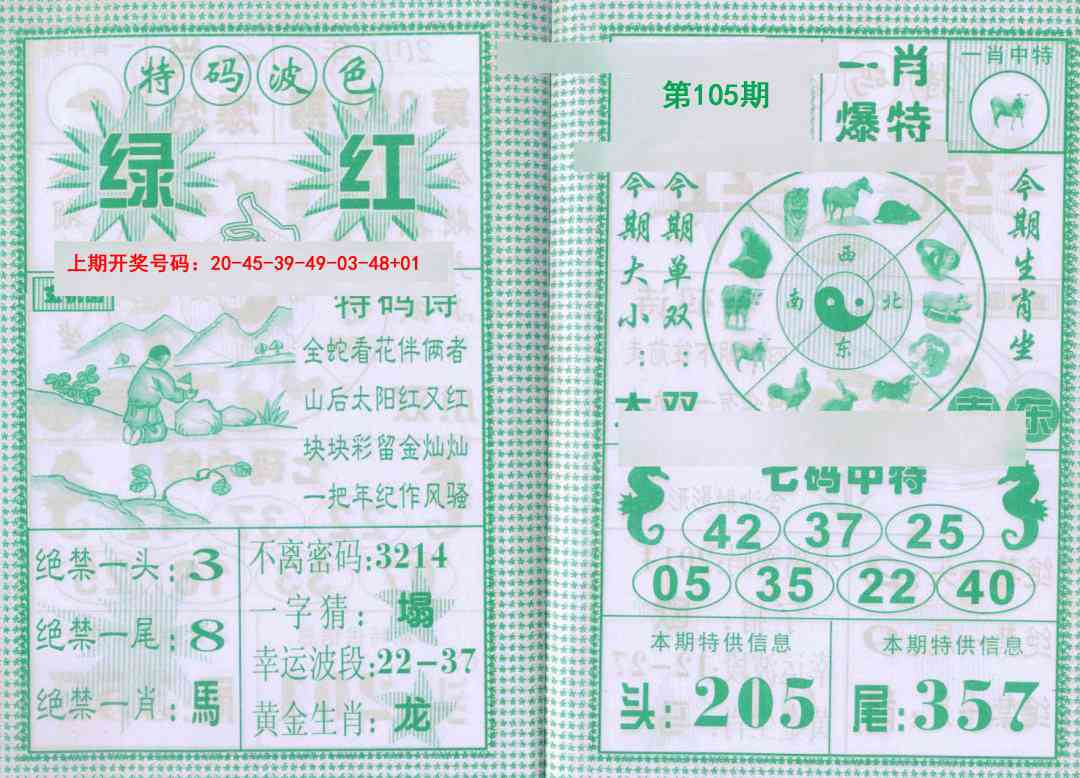 特码波色
绿 红
上期开奖号码：20-45-39-49-03-48+01
特码诗
全蛇看花伴俩者
山后太阳红又红
块块彩留金灿灿
一把年纪作风骚
绝禁一头：3
绝禁一尾：8
绝禁一肖：馬
不离密码：3214
一字猜：塌
幸运波段：22－37
黄金生肖：龙
第105期
一肖
爆特
一肖中特
今期大小：大
今期单双：双
西
南 北
东
今期生肖坐
南 东
七码中特
42 37 25
05 35 22 40
本期特供信息
头：205
本期特供信息
尾：357